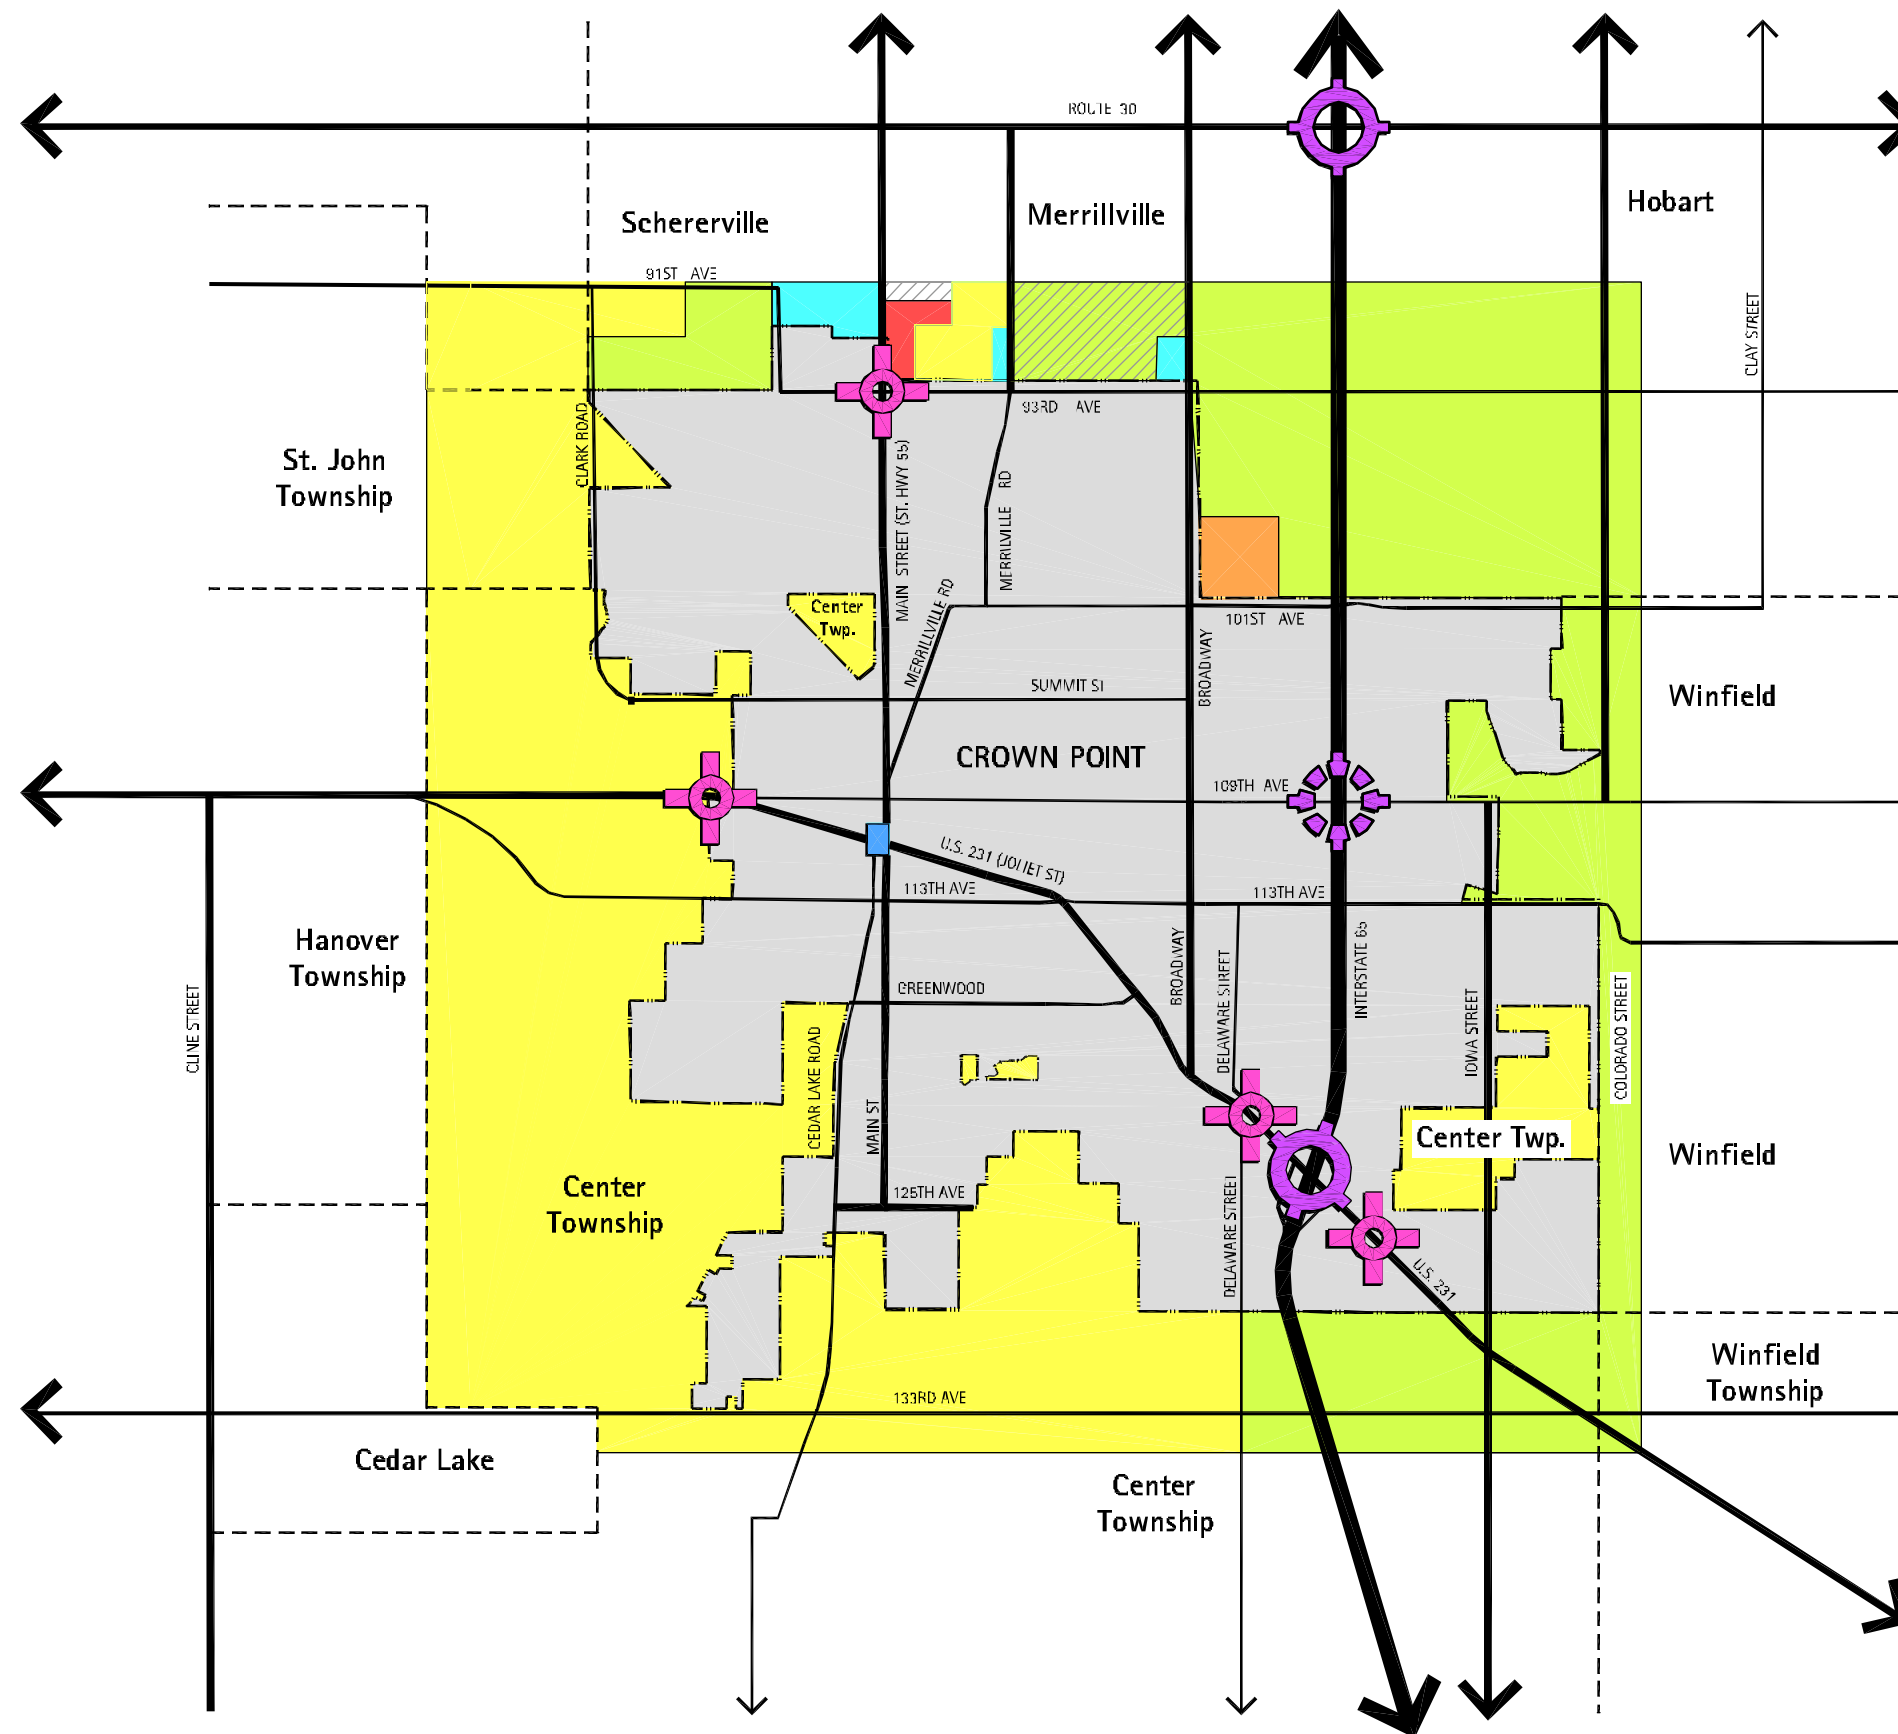 ROUTE 30
Hobart
Merrillville
Schererville
91ST AVE
CLAY STREET
93RD AVE
CLARK ROAD
MAIN STREET (ST. HWY 55)
St. John
Township
MERRILVILLE RD
MERRILLVILLE RD
Center
Twp.
101ST AVE
BROADWAY
SUMMIT ST
Winfield
CROWN POINT
109TH AVE
U.S. 231 (JOLIET ST)
113TH AVE
113TH AVE
Hanover
Township
CLINE STREET
GREENWOOD
BROADWAY
DELAWARE STREET
INTERSTATE 65
IOWA STREET
COLORADO STREET
CEDAR LAKE ROAD
MAIN ST
Center Twp.
Winfield
Center
Township
125TH AVE
DELAWARE STREET
U.S. 231
Winfield
Township
133RD AVE
Cedar Lake
Center
Township